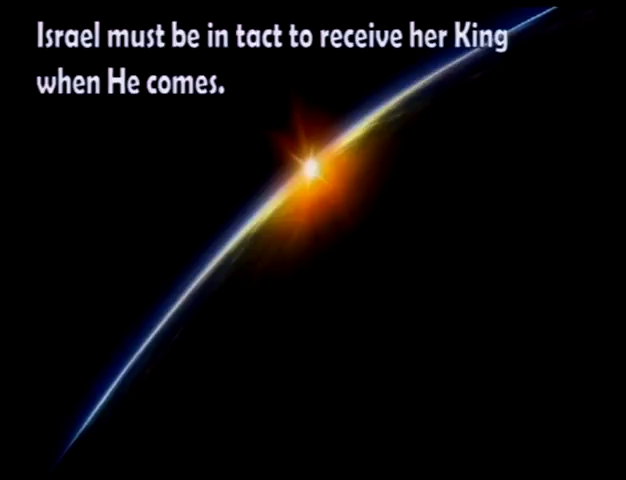 Israel must be in tact to receive her King
when He comes.